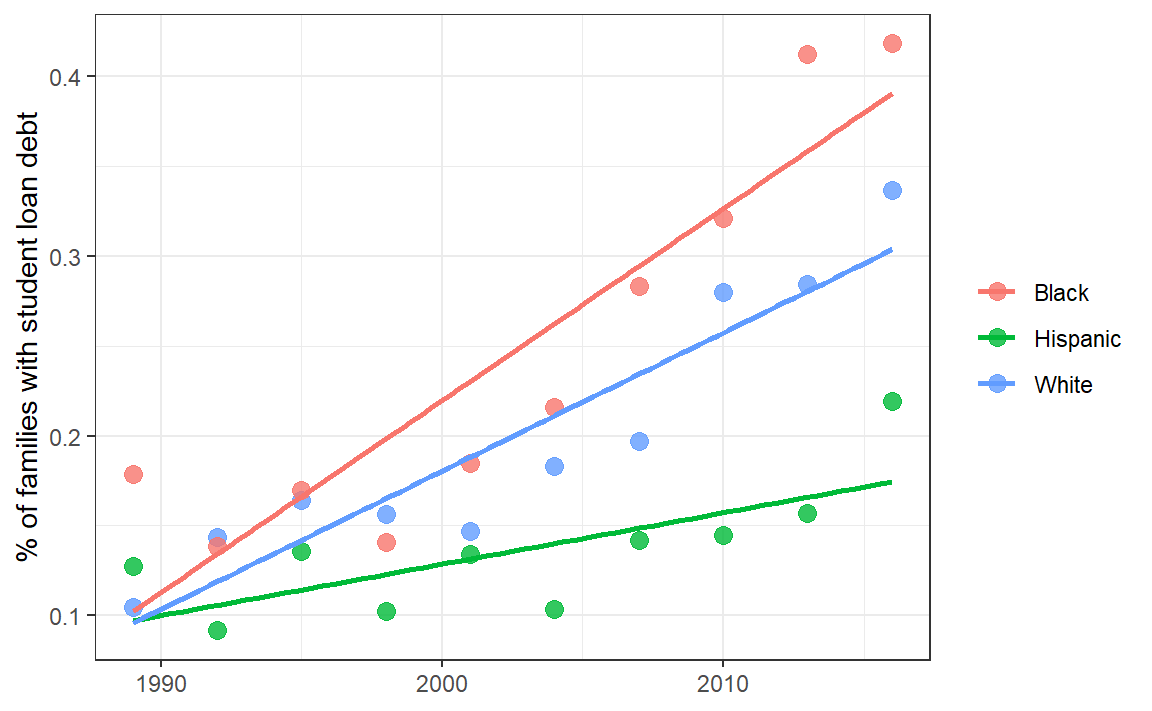 % of families with student loan debt
0.4
0.3
0.2
0.1
1990
2000
2010
Black
Hispanic
White